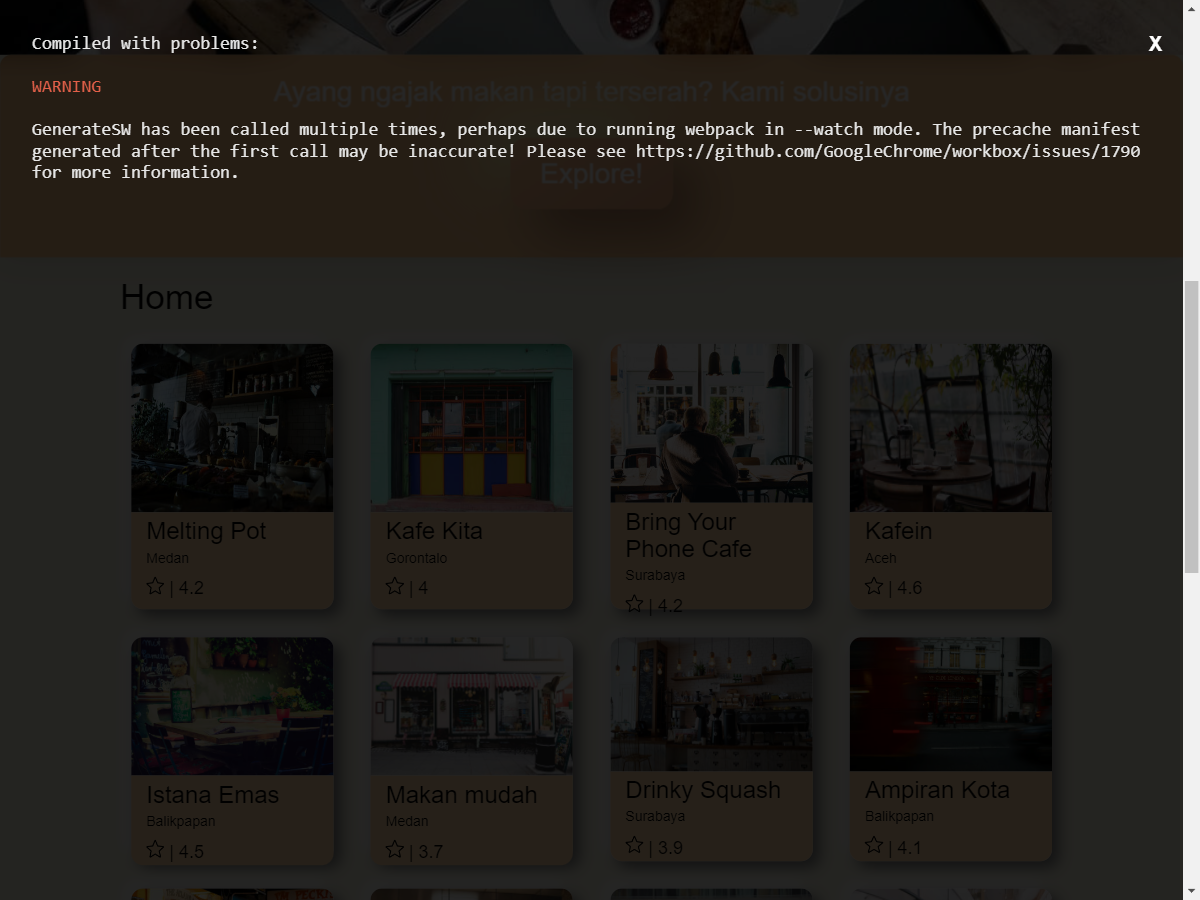 Compiled with problems:
X
WARNING
Ayang ngajak makan tapi terserah? Kami solusinya
GenerateSW has been called multiple times, perhaps due to running webpack in --watch mode. The precache manifest
generated after the first call may be inaccurate! Please see https://github.com/GoogleChrome/workbox/issues/1790
for more information.
Explore!
Home
Melting Pot
Medan
☆ | 4.2
Kafe Kita
Gorontalo
☆ | 4
Bring Your
Phone Cafe
Surabaya
☆ | 4.2
Kafein
Aceh
☆ | 4.6
Istana Emas
Balikpapan
☆ | 4.5
Makan mudah
Medan
☆ | 3.7
Drinky Squash
Surabaya
☆ | 3.9
Ampiran Kota
Balikpapan
☆ | 4.1